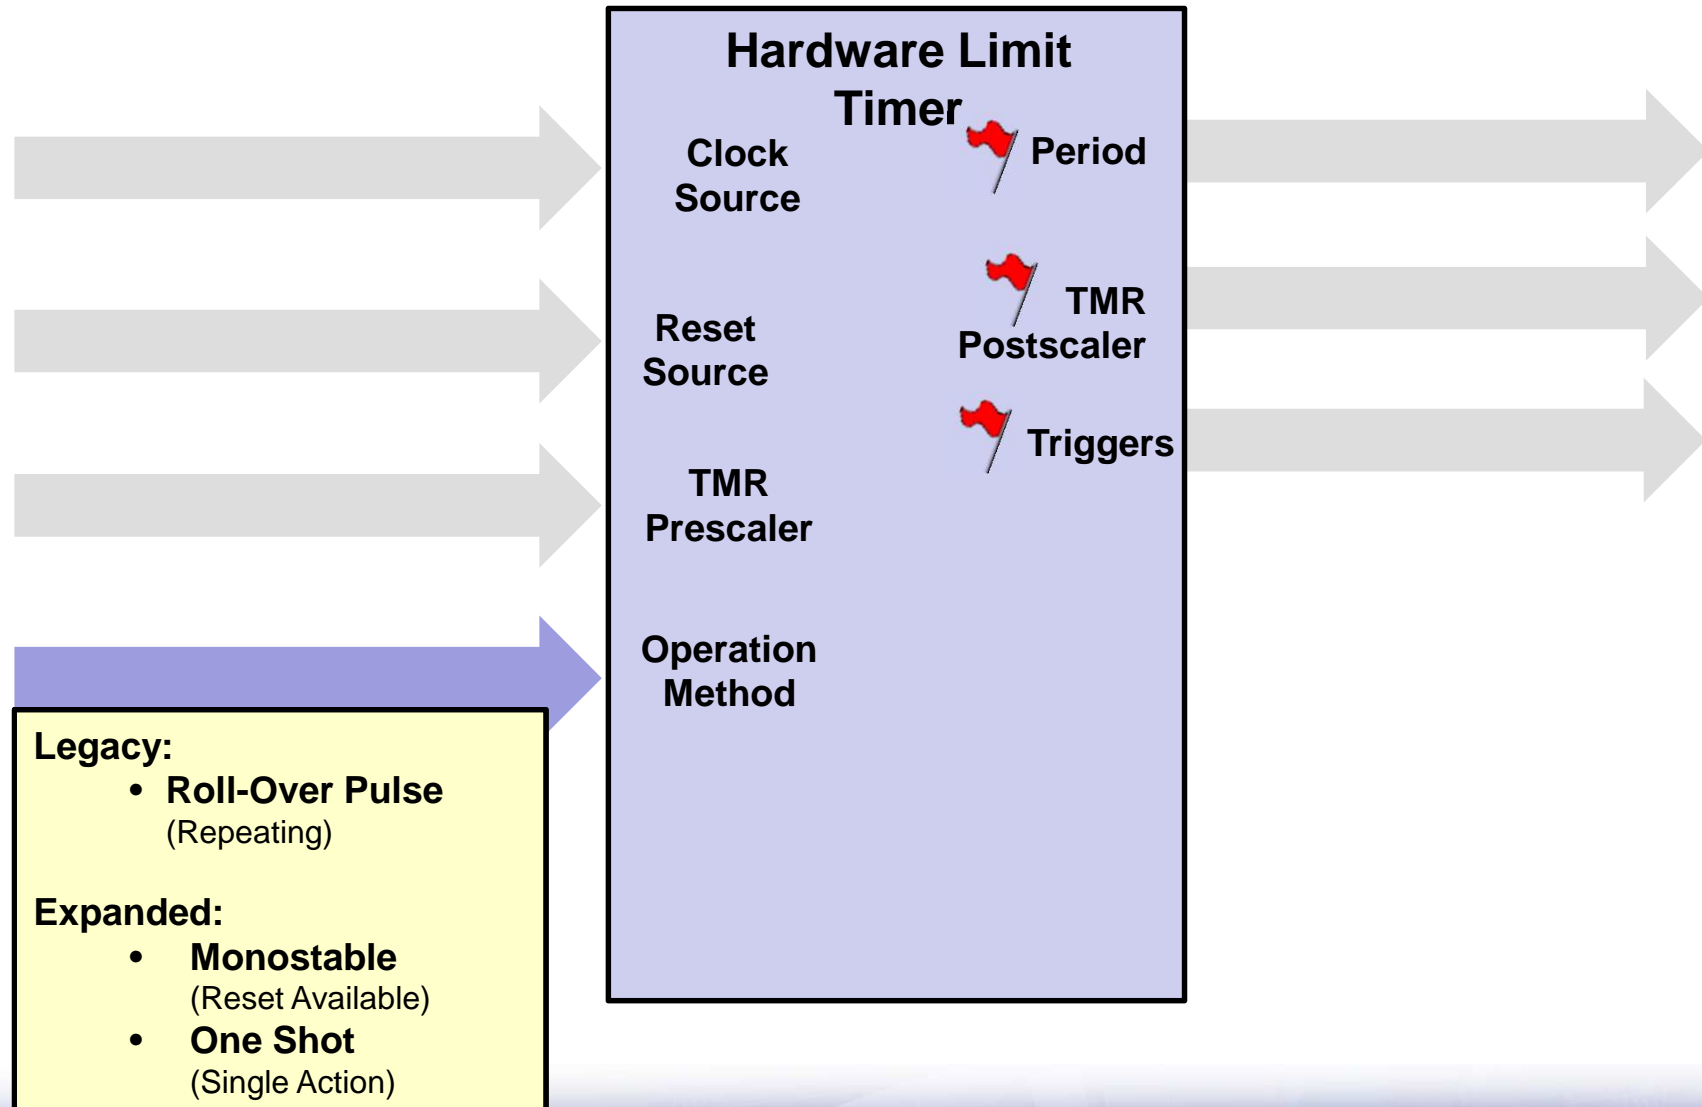 Hardware Limit
Timer
Clock
Source
Period
Reset
Source
TMR
Postscaler
TMR
Prescaler
Triggers
Operation
Method
Legacy:
• Roll-Over Pulse
(Repeating)
Expanded:
• Monostable
(Reset Available)
• One Shot
(Single Action)